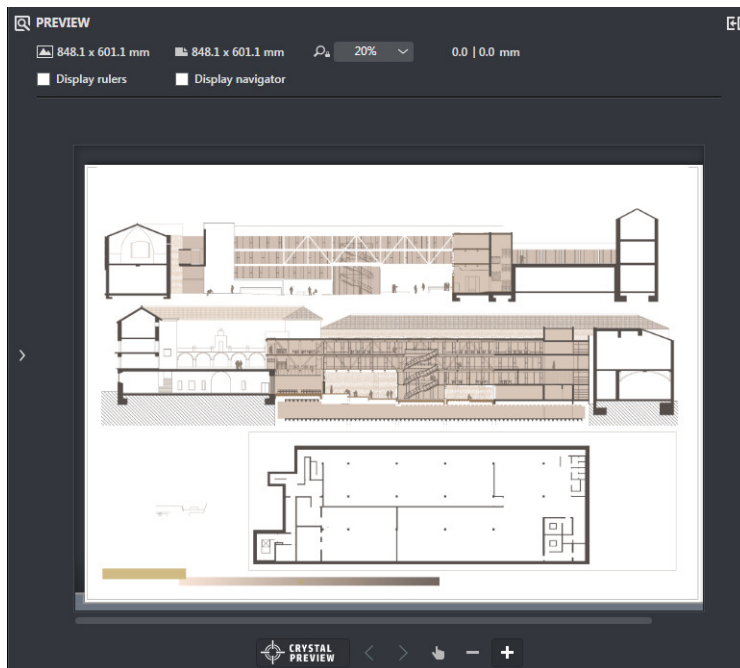 PREVIEW
848.1 x 601.1 mm 848.1 x 601.1 mm 20% 0.0 | 0.0 mm
Display rulers Display navigator
CRYSTAL
PREVIEW